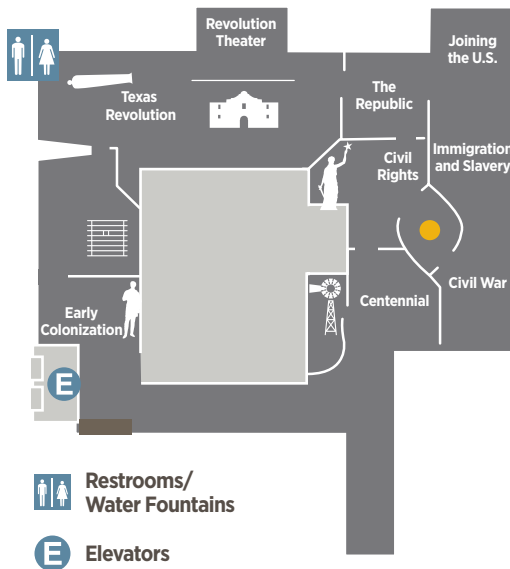 Revolution
Theater
Joining
the U.S.
Texas
Revolution
The
Republic
Civil
Rights
Immigration
and Slavery
Centennial
Civil War
Early
Colonization
E
Restrooms/
Water Fountains
E
Elevators